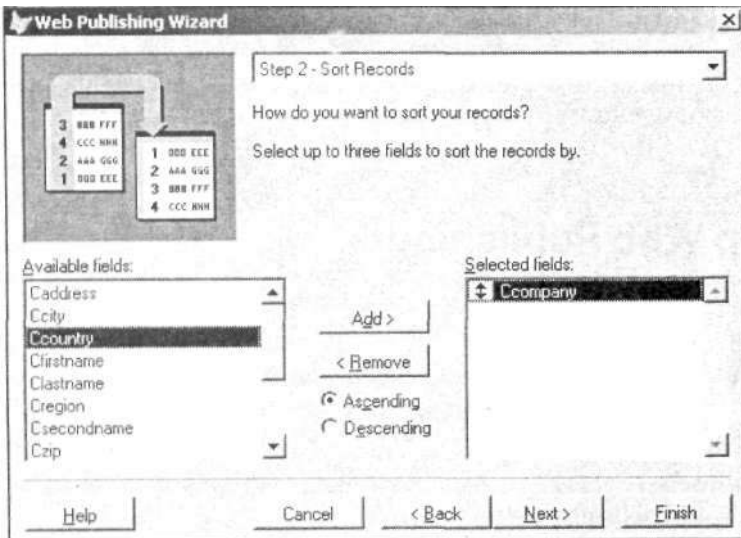 Web Publishing Wizard
Step 2 - Sort Records
How do you want to sort your records?
Select up to three fields to sort the records by.
3 BBB FFF
4 CCC HHH
2 AAA GGG
1 DDD EEE
1 DDD EEE
2 AAA GGG
3 BBB FFF
4 CCC HHH
Available fields:
Caddress
Ccity
Ccountry
Cfirstname
Clastname
Cregion
Csecondname
Czip
Add >
< Remove
Ascending
Descending
Selected fields:
Ccompany
Help
Cancel
< Back
Next >
Finish